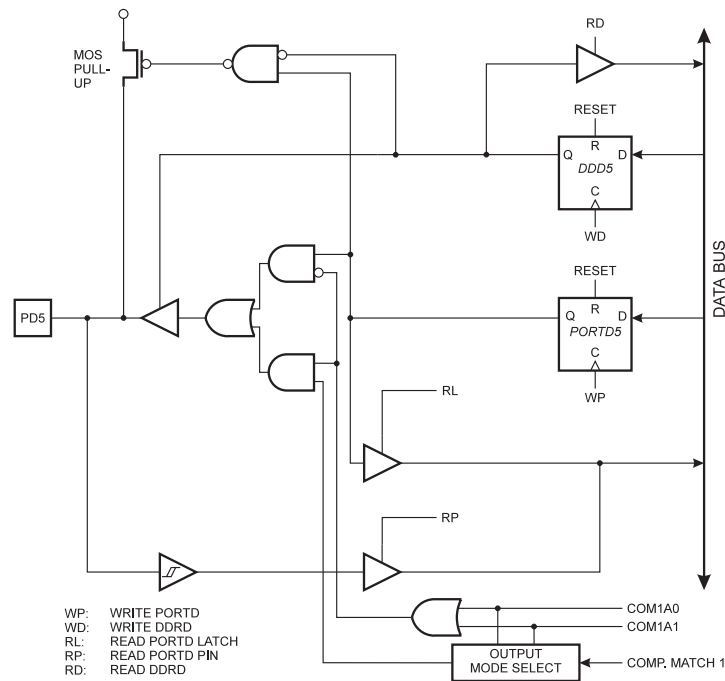 MOS
PULL-
UP
RD
RESET
R
Q
D
DDD5
C
WD
RESET
R
Q
D
PORTD5
C
WP
DATA BUS
PD5
RL
RP
WP: WRITE PORTD
WD: WRITE DDRD
RL: READ PORTD LATCH
RP: READ PORTD PIN
RD: READ DDRD
COM1A0
COM1A1
OUTPUT
MODE SELECT
COMP. MATCH 1